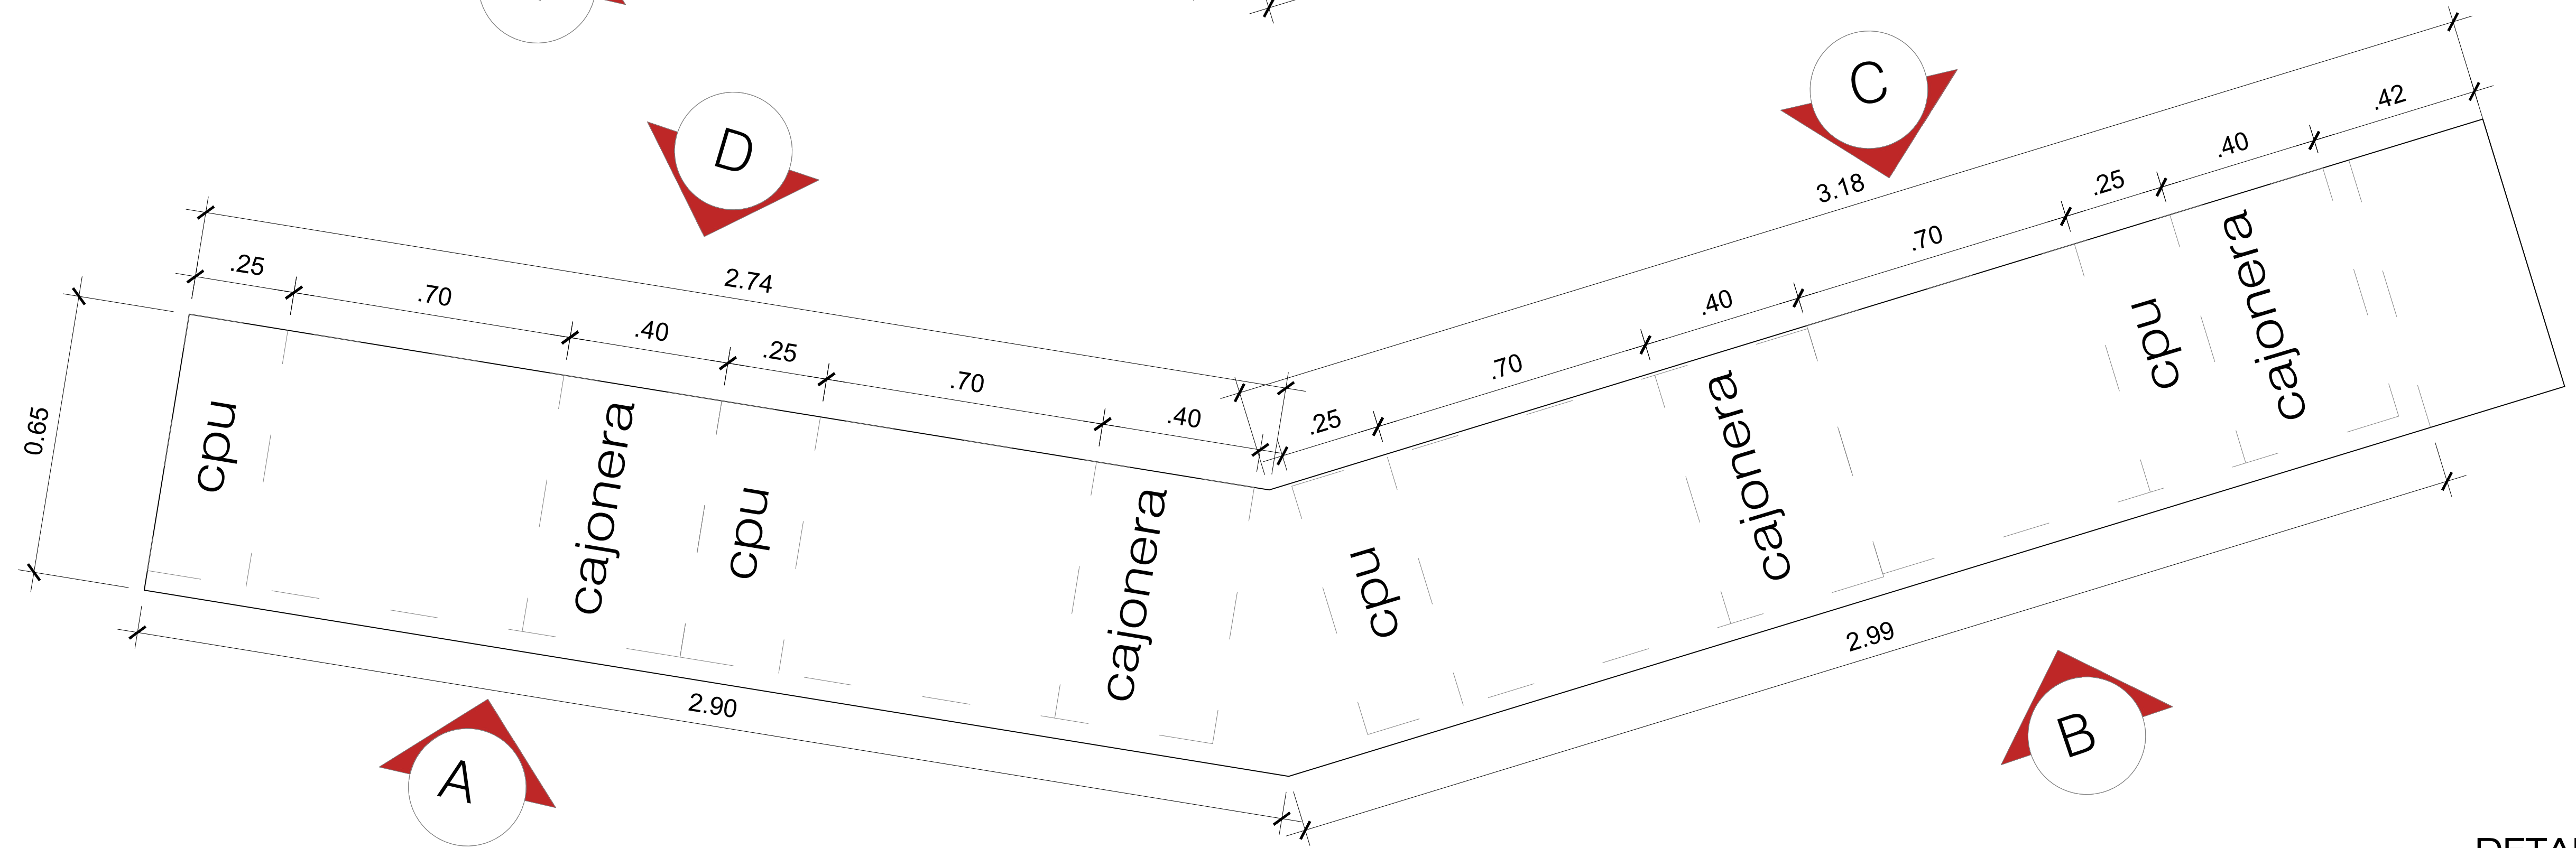 C
D
.42
.40
.25
3.18
.70
.40
.70
.25
2.74
.25
.70
.40
.25
.70
.40
0.65
cpu
cajonera
cpu
cajonera
cpu
cajonera
cpu
cajonera
2.90
2.99
A
B